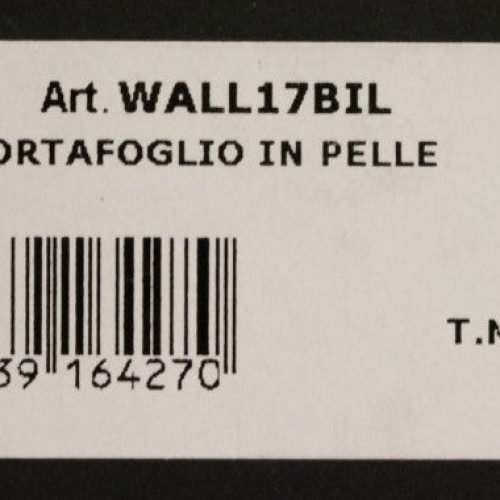 Art. WALL17BIL
ORTAFOGLIO IN PELLE
T.N
39 164270